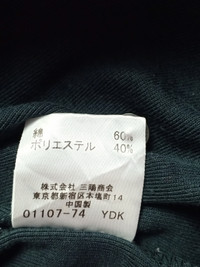 綿 60%
ポリエステル 40%
株式会社 三陽商会
東京都新宿区本塩町14
中国製
01107-74 YDK